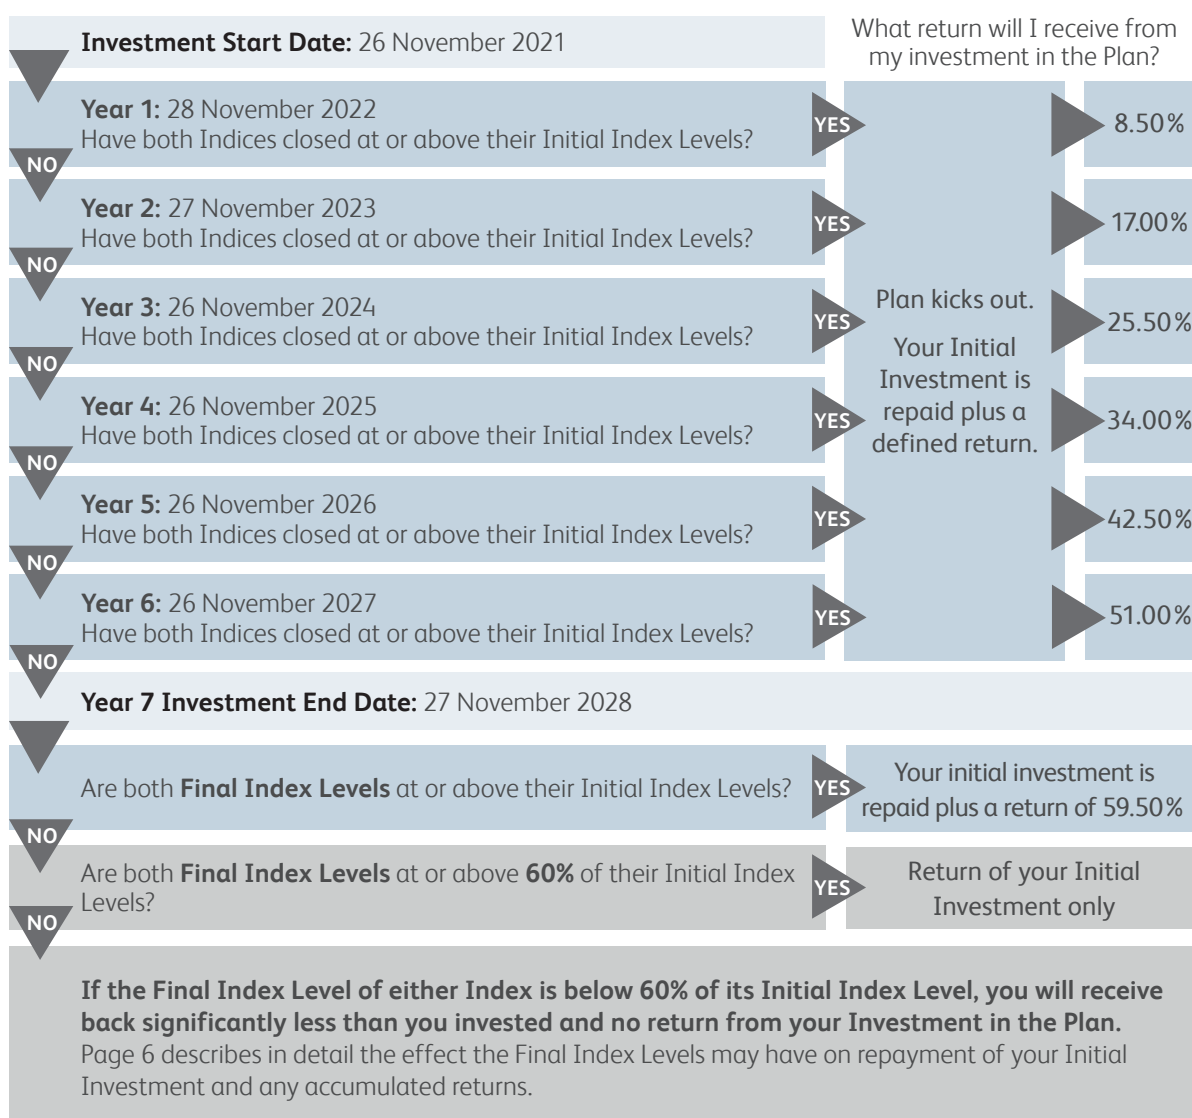 Investment Start Date: 26 November 2021
What return will I receive from
my investment in the Plan?
Year 1: 28 November 2022
Have both Indices closed at or above their Initial Index Levels?
YES
8.50%
NO
Year 2: 27 November 2023
Have both Indices closed at or above their Initial Index Levels?
YES
17.00%
NO
Year 3: 26 November 2024
Have both Indices closed at or above their Initial Index Levels?
YES
Plan kicks out.
Your Initial
Investment is
repaid plus a
defined return.
25.50%
NO
Year 4: 26 November 2025
Have both Indices closed at or above their Initial Index Levels?
YES
34.00%
NO
Year 5: 26 November 2026
Have both Indices closed at or above their Initial Index Levels?
YES
42.50%
NO
Year 6: 26 November 2027
Have both Indices closed at or above their Initial Index Levels?
YES
51.00%
NO
Year 7 Investment End Date: 27 November 2028
Are both Final Index Levels at or above their Initial Index Levels?
YES
Your initial investment is
repaid plus a return of 59.50%
NO
Are both Final Index Levels at or above 60% of their Initial Index
Levels?
YES
Return of your Initial
Investment only
NO
If the Final Index Level of either Index is below 60% of its Initial Index Level, you will receive
back significantly less than you invested and no return from your Investment in the Plan.
Page 6 describes in detail the effect the Final Index Levels may have on repayment of your Initial
Investment and any accumulated returns.